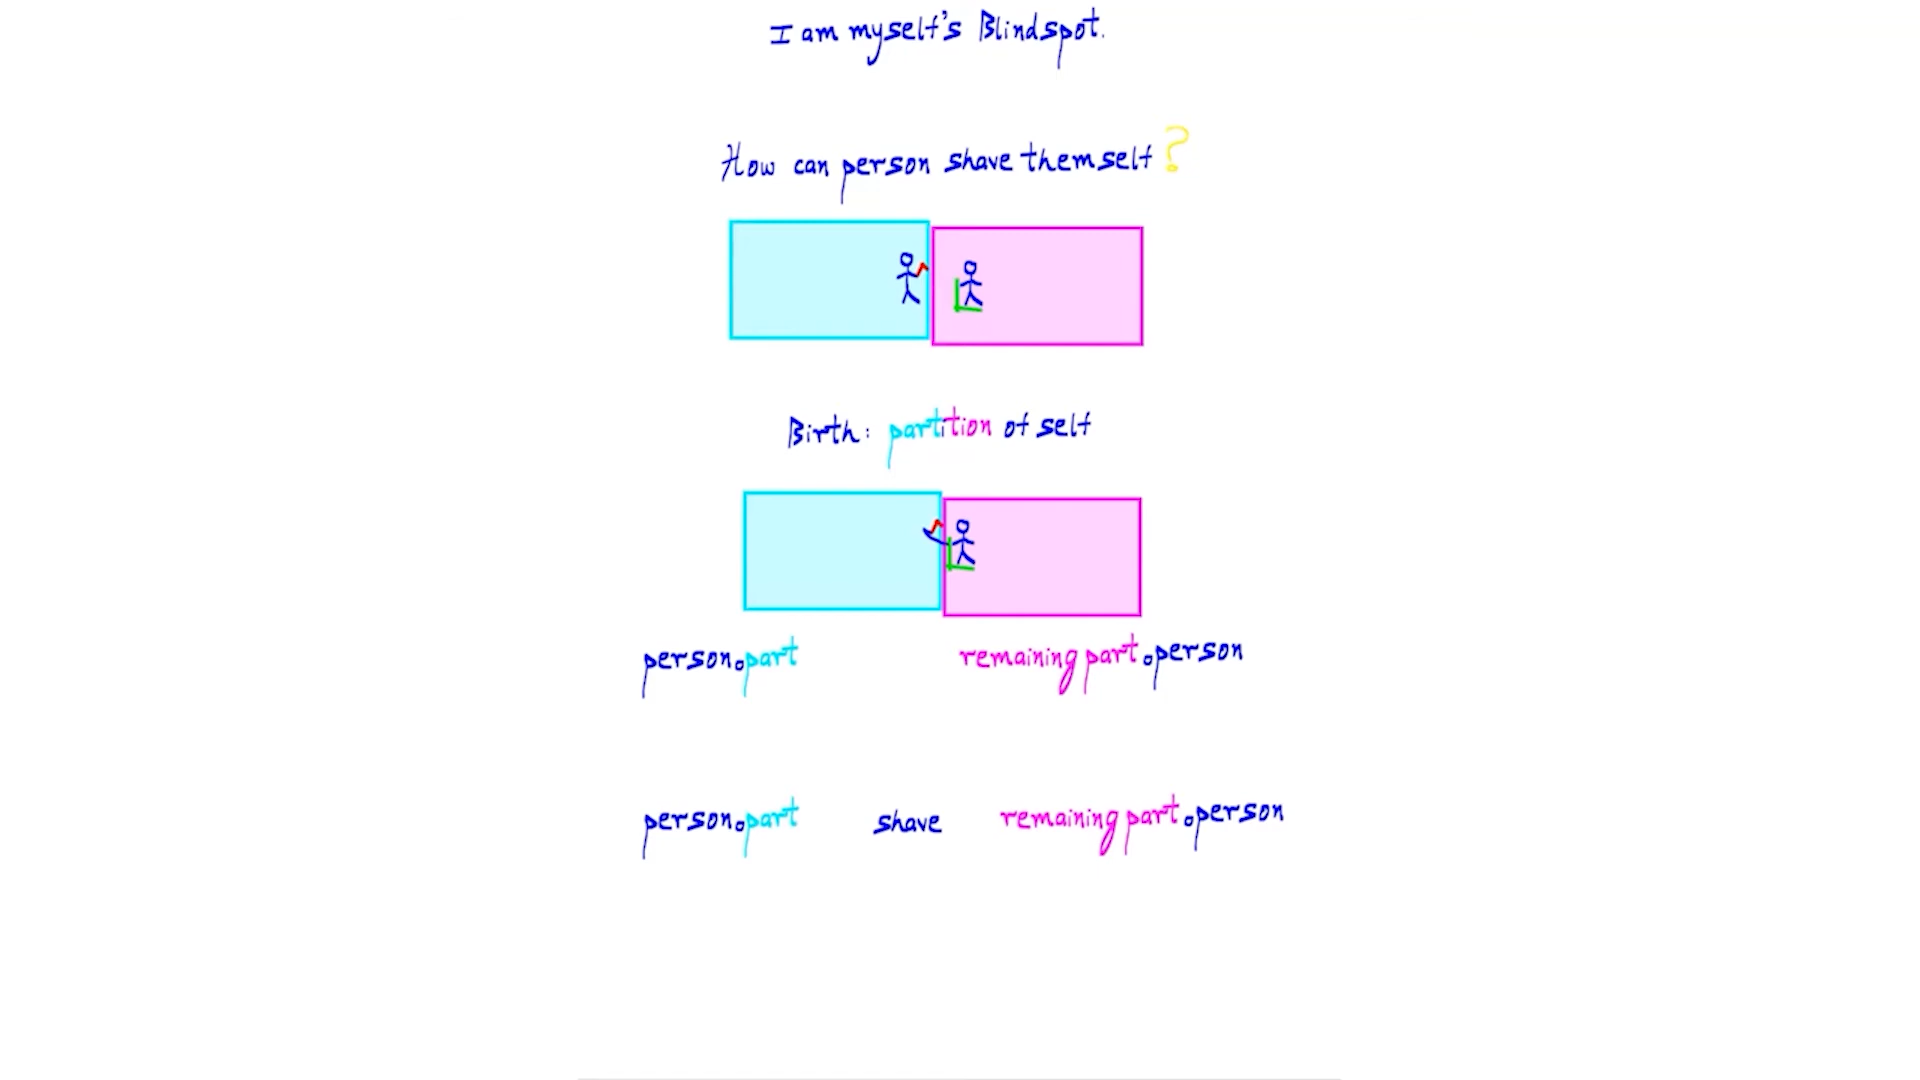 I am myself's Blindspot.
How can person shave themself?
Birth: partition of self
person.part remaining part.person
person.part shave remaining part.person